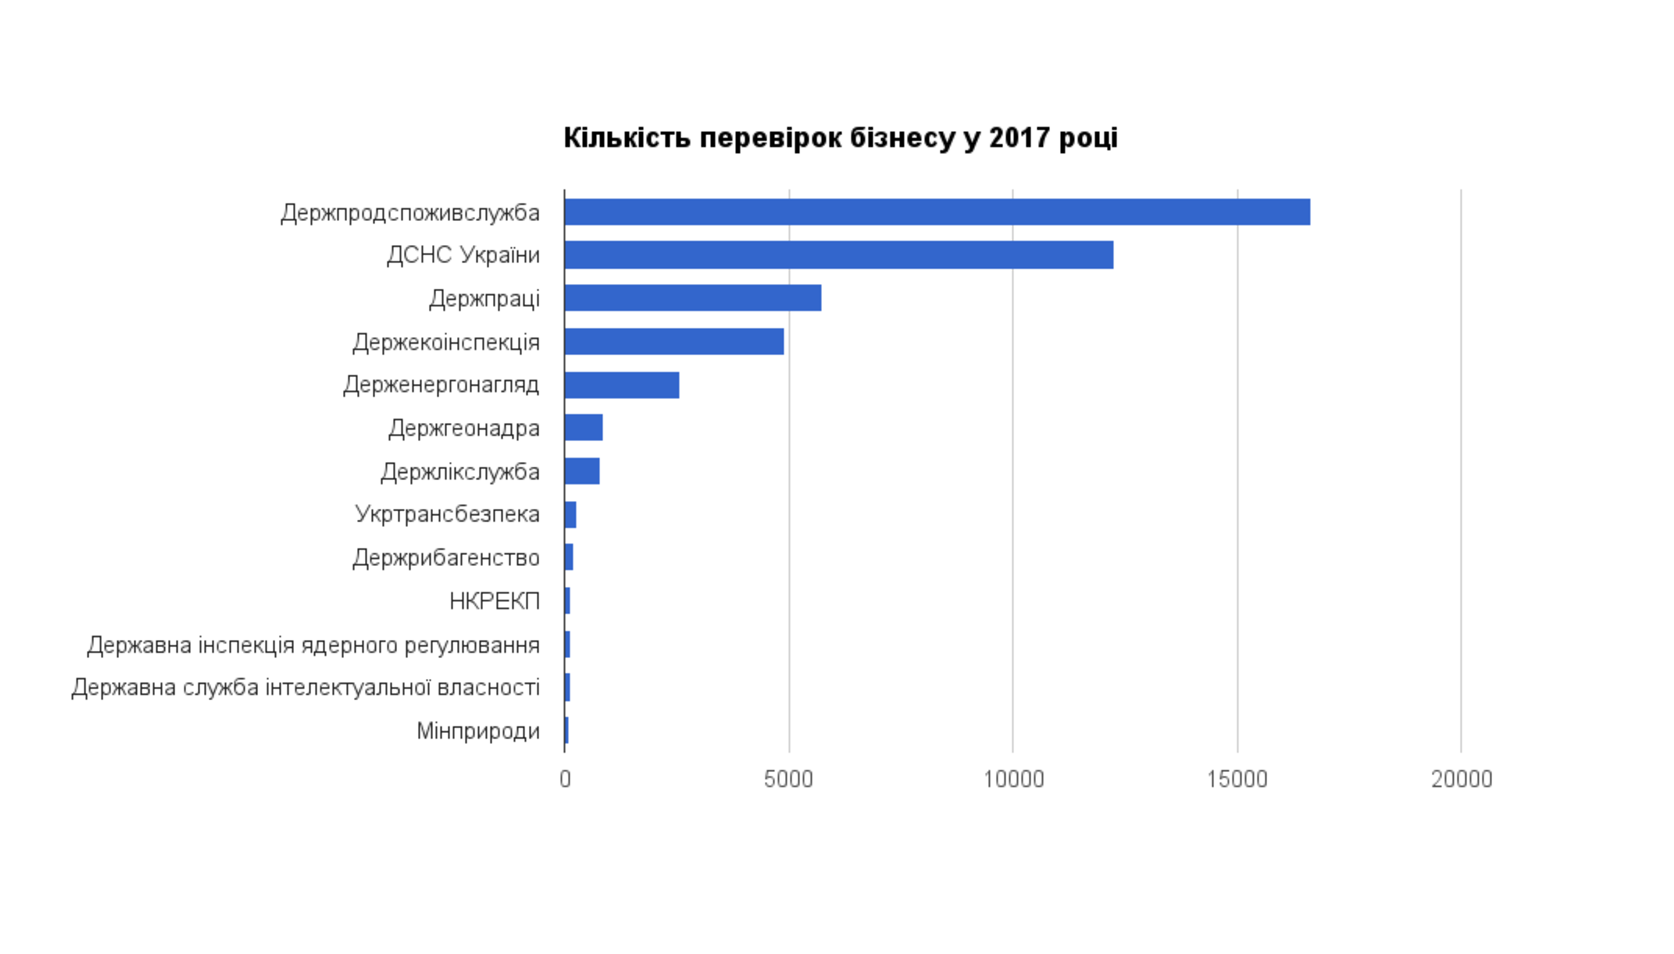 Кількість перевірок бізнесу у 2017 році
Держпродспоживслужба
ДСНС України
Держпраці
Держекоінспекція
Держенергонагляд
Держгеонадра
Держлікслужба
Укртрансбезпека
Держрибагенство
НКРЕКП
Державна інспекція ядерного регулювання
Державна служба інтелектуальної власності
Мінприроди
0 5000 10000 15000 20000